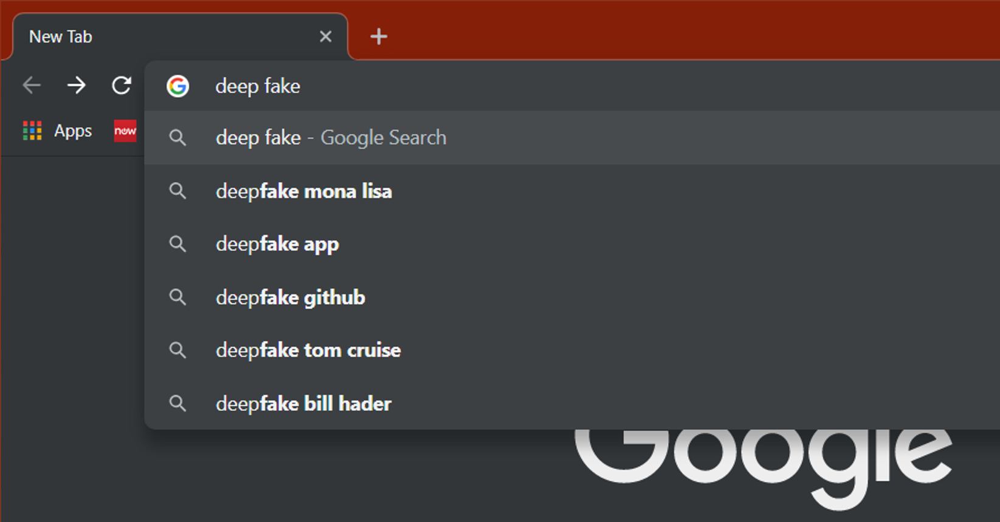 New Tab
deep fake
Apps
now
deep fake - Google Search
deepfake mona lisa
deepfake app
deepfake github
deepfake tom cruise
deepfake bill hader
Google